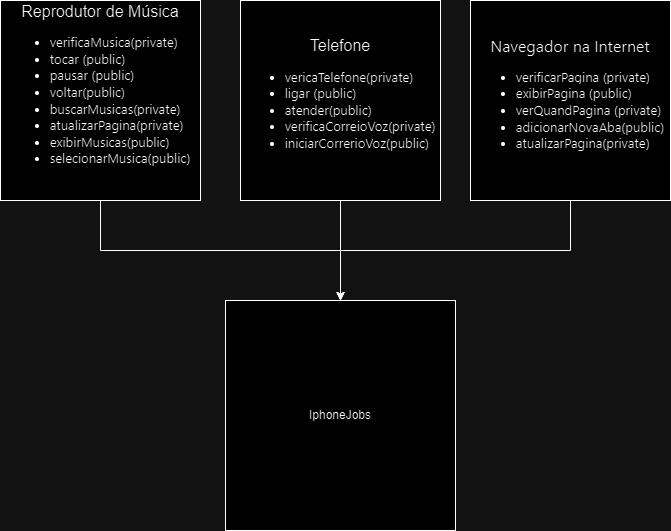 Reprodutor de Música
verificaMusica(private)
tocar (public)
pausar (public)
voltar(public)
buscarMusicas(private)
atualizarPagina(private)
exibirMusicas(public)
selecionarMusica(public)
Telefone
vericaTelefone(private)
ligar (public)
atender(public)
verificaCorreioVoz(private)
iniciarCorrerioVoz(public)
Navegador na Internet
verificarPagina (private)
exibirPagina (public)
verQuandPagina (private)
adicionarNovaAba(public)
atualizarPagina(private)
IphoneJobs